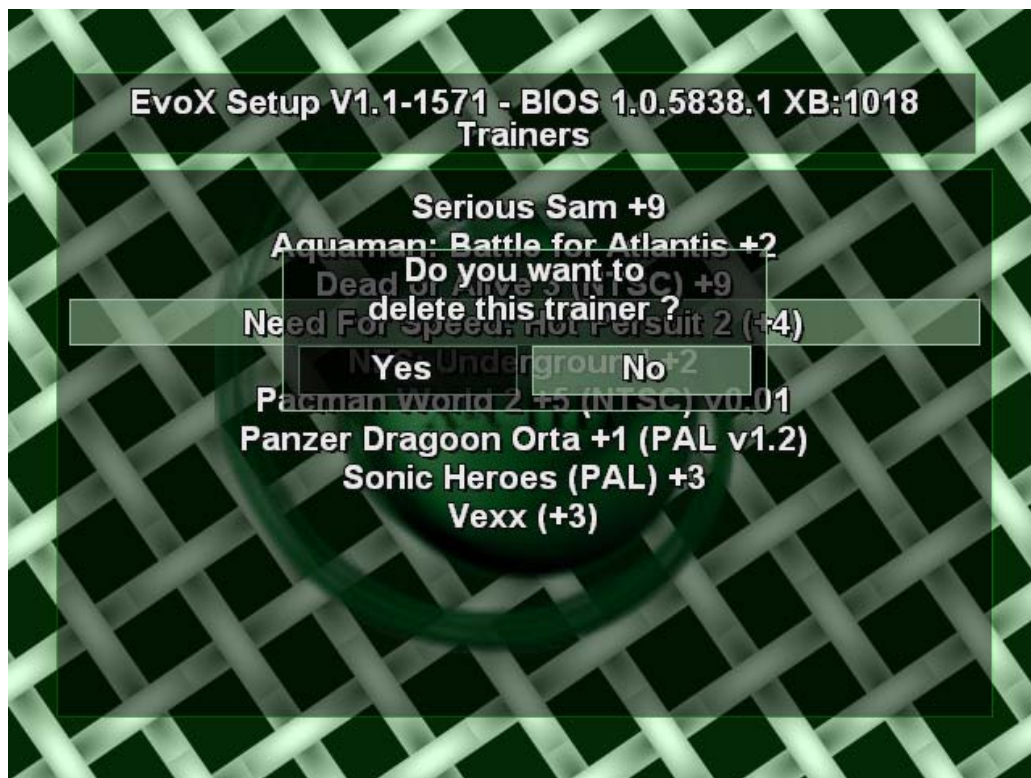 EvoX Setup V1.1-1571 - BIOS 1.0.5838.1 XB:1018
Trainers
Serious Sam +9
Aquaman: Battle for Atlantis +2
Do you want to
Dead or Alive 3 (NTSC) +9
delete this trainer ?
Need For Speed: Hot Persuit 2 (+4)
NFS: Underground +2
Yes
No
Pacman World 2 +5 (NTSC) v0.01
Panzer Dragoon Orta +1 (PAL v1.2)
Sonic Heroes (PAL) +3
Vexx (+3)